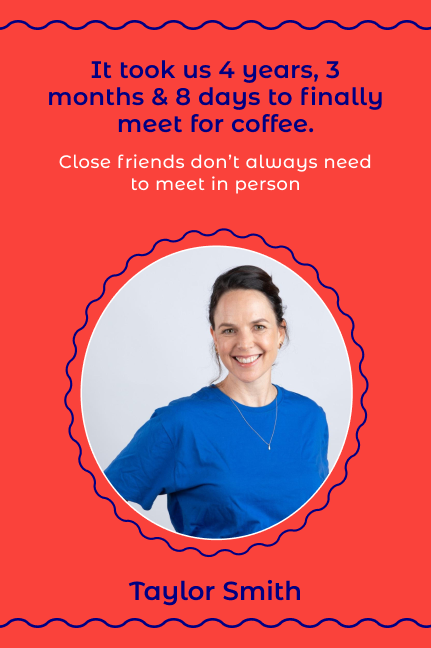 It took us 4 years, 3
months & 8 days to finally
meet for coffee.
Close friends don't always need
to meet in person
Taylor Smith